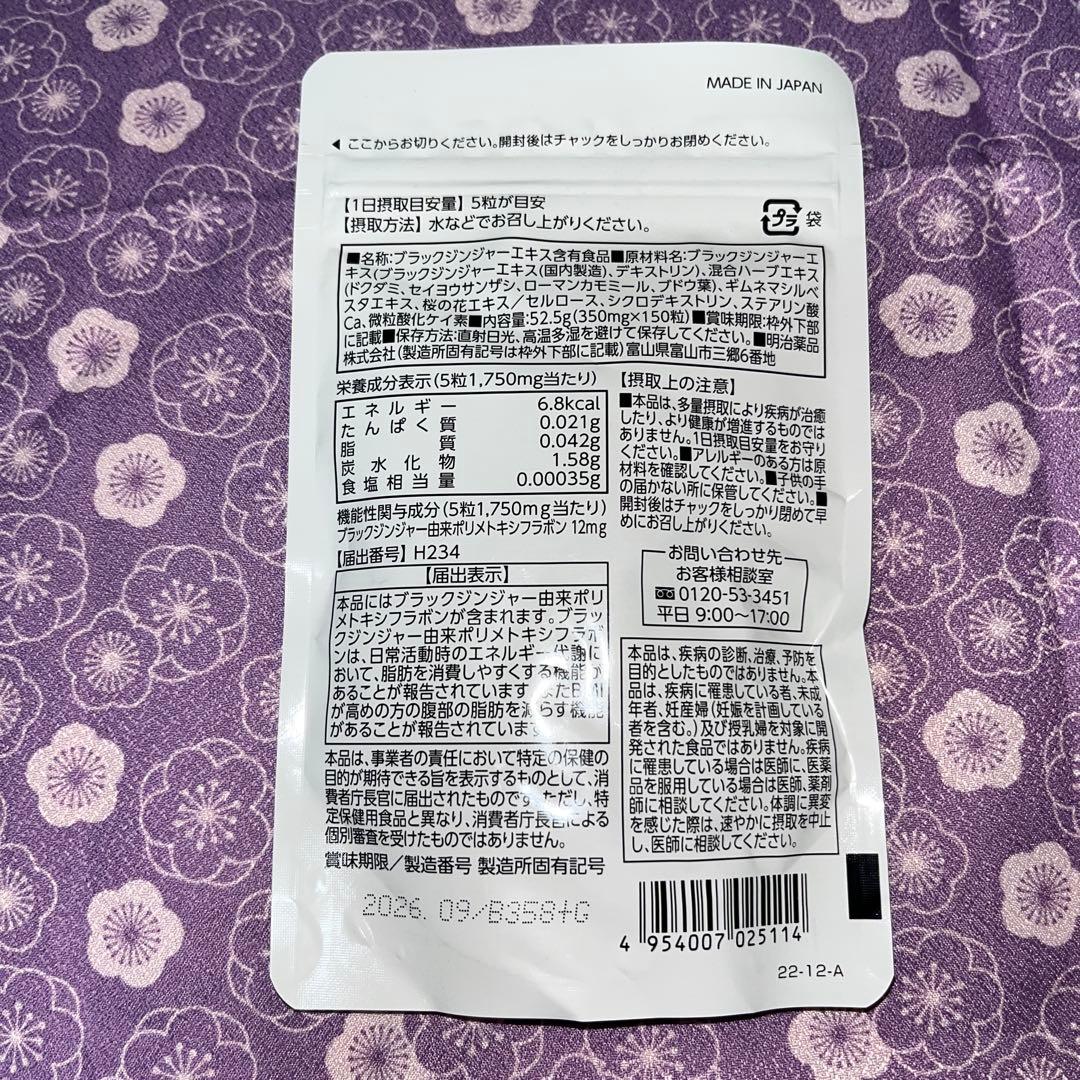 MADE IN JAPAN
◀ ここからお切りください。開封後はチャックをしっかりお閉めください。
【1日摂取目安量】 5粒が目安
【摂取方法】 水などでお召し上がりください。
プラ 袋
■名称:ブラックジンジャーエキス含有食品■原材料名:ブラックジンジャーエ
キス(ブラックジンジャーエキス(国内製造)、デキストリン)、混合ハーブエキス
(ドクダミ、セイヨウサンザシ、ローマンカモミール、ブドウ葉)、ギムネマシルベ
スタエキス、桜の花エキス/セルロース、シクロデキストリン、ステアリン酸
Ca、微粒酸化ケイ素■内容量:52.5g(350mg×150粒)■賞味期限:枠外下部
に記載■保存方法:直射日光、高温多湿を避けて保存してください。■明治薬品
株式会社(製造所固有記号は枠外下部に記載)富山県富山市三郷6番地
栄養成分表示(5粒1,750mg当たり)
エネルギー 6.8kcal
たんぱく質 0.021g
脂質 0.042g
炭水化物 1.58g
食塩相当量 0.00035g
機能性関与成分(5粒1,750mg当たり)
ブラックジンジャー由来ポリメトキシフラボン 12mg
【届出番号】H234
【届出表示】
本品にはブラックジンジャー由来ポリ
メトキシフラボンが含まれます。ブラッ
クジンジャー由来ポリメトキシフラボ
ンは、日常活動時のエネルギー代謝に
おいて、脂肪を消費しやすくする機能が
あることが報告されています。またBMI
が高めの方の腹部の脂肪を減らす機能
があることが報告されています。
本品は、事業者の責任において特定の保健の
目的が期待できる旨を表示するものとして、消
費者庁長官に届出されたものです。ただし、特
定保健用食品と異なり、消費者庁長官による
個別審査を受けたものではありません。
賞味期限/製造番号 製造所固有記号
2026. 09/B358+G
【摂取上の注意】
■本品は、多量摂取により疾病が治癒
したり、より健康が増進するものでは
ありません。1日摂取目安量をお守り
ください。■アレルギーのある方は原
材料を確認してください。■子供の手
の届かない所に保管してください。■
開封後はチャックをしっかり閉めて早
めにお召し上がりください。
お問い合わせ先
お客様相談室
0120-53-3451
平日 9:00〜17:00
本品は、疾病の診断、治療、予防を
目的としたものではありません。本
品は、疾病に罹患している者、未成
年者、妊産婦(妊娠を計画している
者を含む。)及び授乳婦を対象に開
発された食品ではありません。疾病
に罹患している場合は医師に、医薬
品を服用している場合は医師、薬剤
師に相談してください。体調に異変
を感じた際は、速やかに摂取を中止
し、医師に相談してください。
4 954007 025114
22-12-A